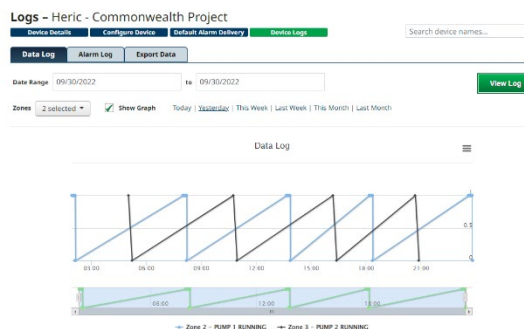 Logs – Heric - Commonwealth Project
Device Details Configure Device Default Alarm Delivery Device Logs Search device names...
Data Log Alarm Log Export Data
Date Range 09/30/2022 to 09/30/2022 View Log
Zones 2 selected Show Graph Today | Yesterday | This Week | Last Week | This Month | Last Month
Data Log
0.5
0
03:00 06:00 09:00 12:00 15:00 18:00 21:00
06:00 12:00 18:00
Zone 2 - PUMP 1 RUNNING Zone 3 - PUMP 2 RUNNING